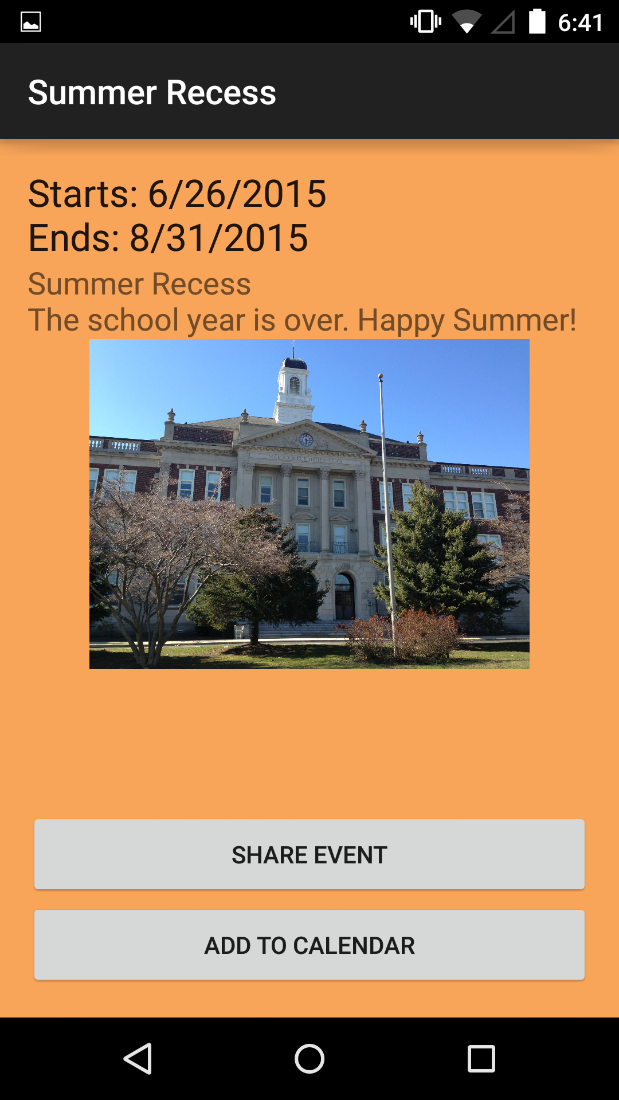 6:41
Summer Recess
Starts: 6/26/2015
Ends: 8/31/2015
Summer Recess
The school year is over. Happy Summer!
SHARE EVENT
ADD TO CALENDAR